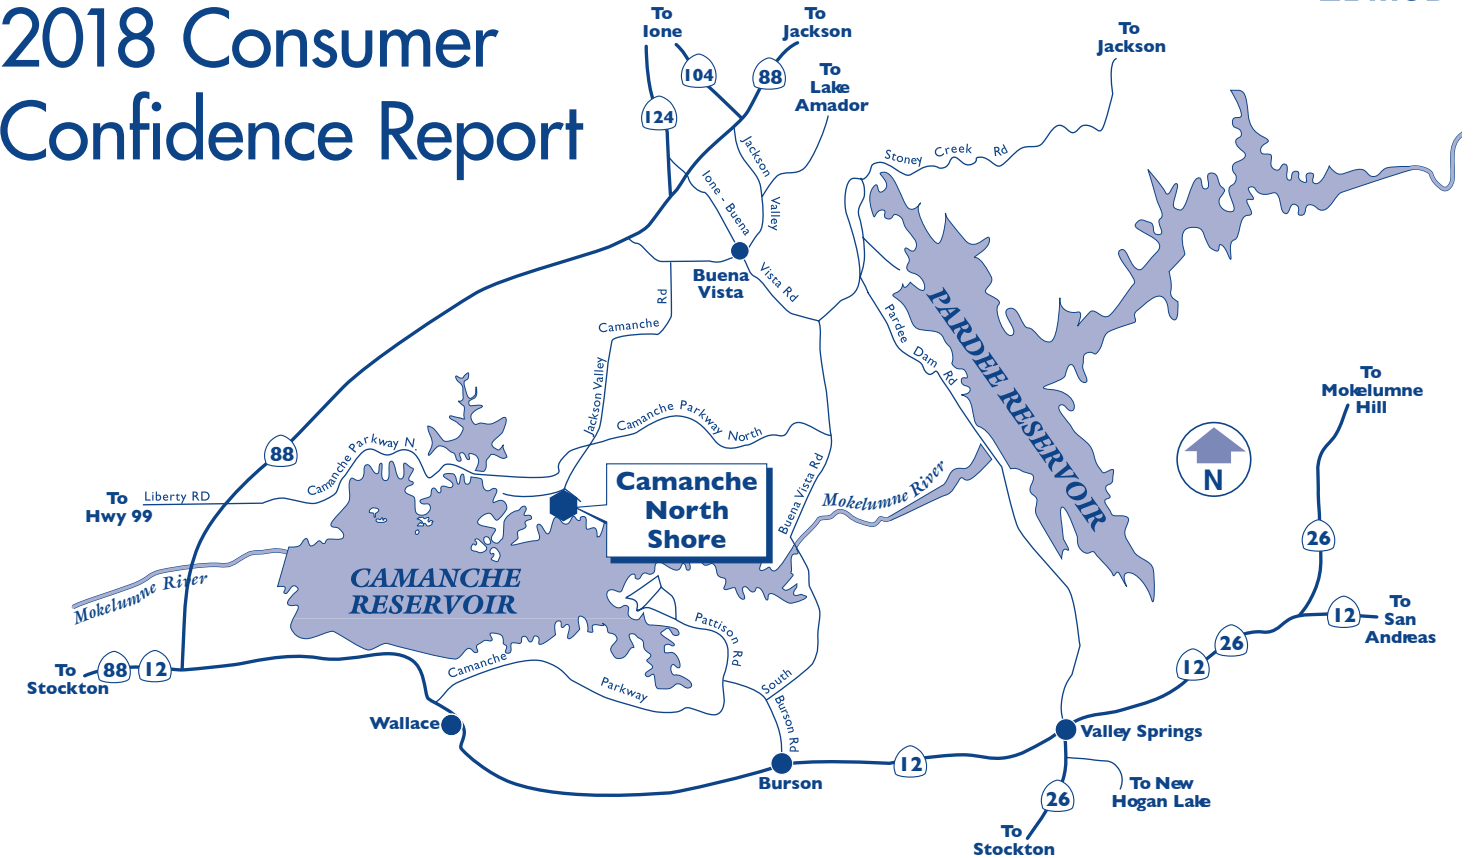 2018 Consumer
Confidence Report
To
Ione
104
124
To
Jackson
88
To
Lake
Amador
To
Jackson
Stoney Creek Rd
Jackson
Valley
Ione - Buena
Vista Rd
Buena
Vista
Rd
Camanche
Jackson Valley
Pardee Dam Rd
PARDEE RESERVOIR
To
Mokelumne
Hill
N
88
Camanche Parkway N.
Camanche Parkway North
To
Hwy 99
Liberty RD
Camanche
North
Shore
Buena Vista Rd
Mokelumne River
Mokelumne River
CAMANCHE
RESERVOIR
26
To
San
Andreas
12
26
12
Pattison Rd
To
Stockton
88
12
Camanche
Parkway
South
Burson Rd
Wallace
Burson
12
Valley Springs
To New
Hogan Lake
26
To
Stockton